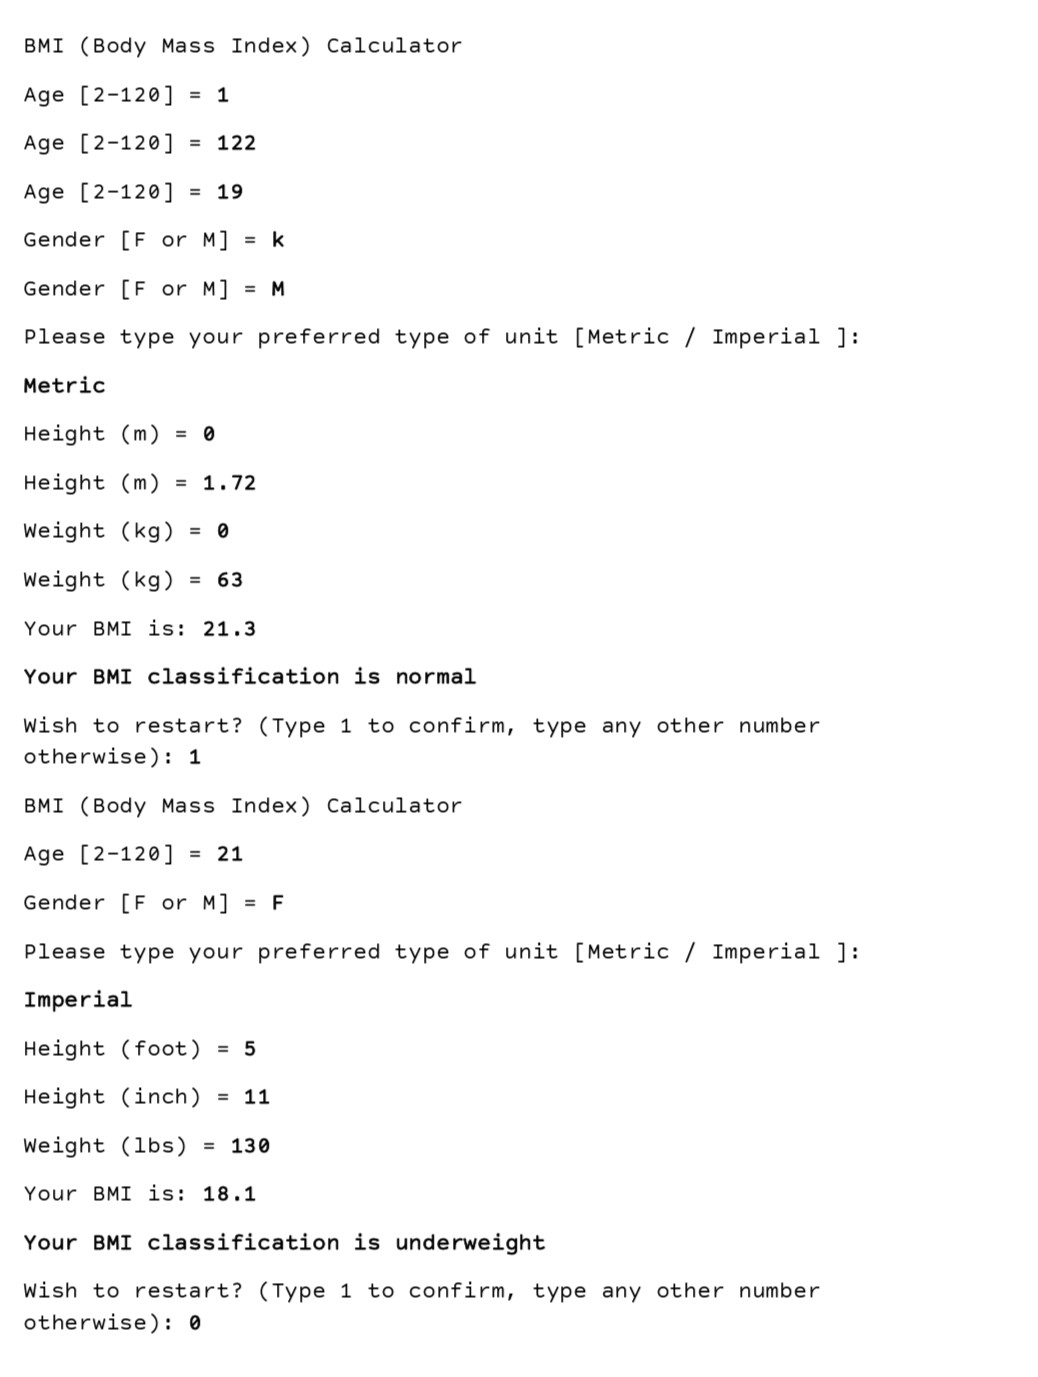 BMI (Body Mass Index) Calculator
Age [2-120] = 1
Age [2-120] = 122
Age [2-120] = 19
Gender [F or M] = k
Gender [F or M] = M
Please type your preferred type of unit [Metric / Imperial ]:
Metric
Height (m) = 0
Height (m) = 1.72
Weight (kg) = 0
Weight (kg) = 63
Your BMI is: 21.3
Your BMI classification is normal
Wish to restart? (Type 1 to confirm, type any other number
otherwise): 1
BMI (Body Mass Index) Calculator
Age [2-120] = 21
Gender [F or M] = F
Please type your preferred type of unit [Metric / Imperial ]:
Imperial
Height (foot) = 5
Height (inch) = 11
Weight (lbs) = 130
Your BMI is: 18.1
Your BMI classification is underweight
Wish to restart? (Type 1 to confirm, type any other number
otherwise): 0